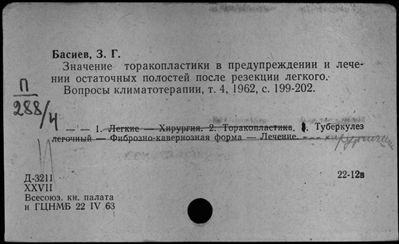 Басиев, З. Г.
Значение торакопластики в предупреждении и лече-
нии остаточных полостей после резекции легкого.
Вопросы климатотерапии, т. 4, 1962, с. 199-202.
П
288/4
— — 1. Легкие — Хирургия. 2. Торакопластика, Туберкулез
легочный — Фиброзно-кавернозная форма — Лечение.
Д-3211
22-12в
XXVII
Всесоюз. кн. палата
и ГЦНМБ 22 IV 63